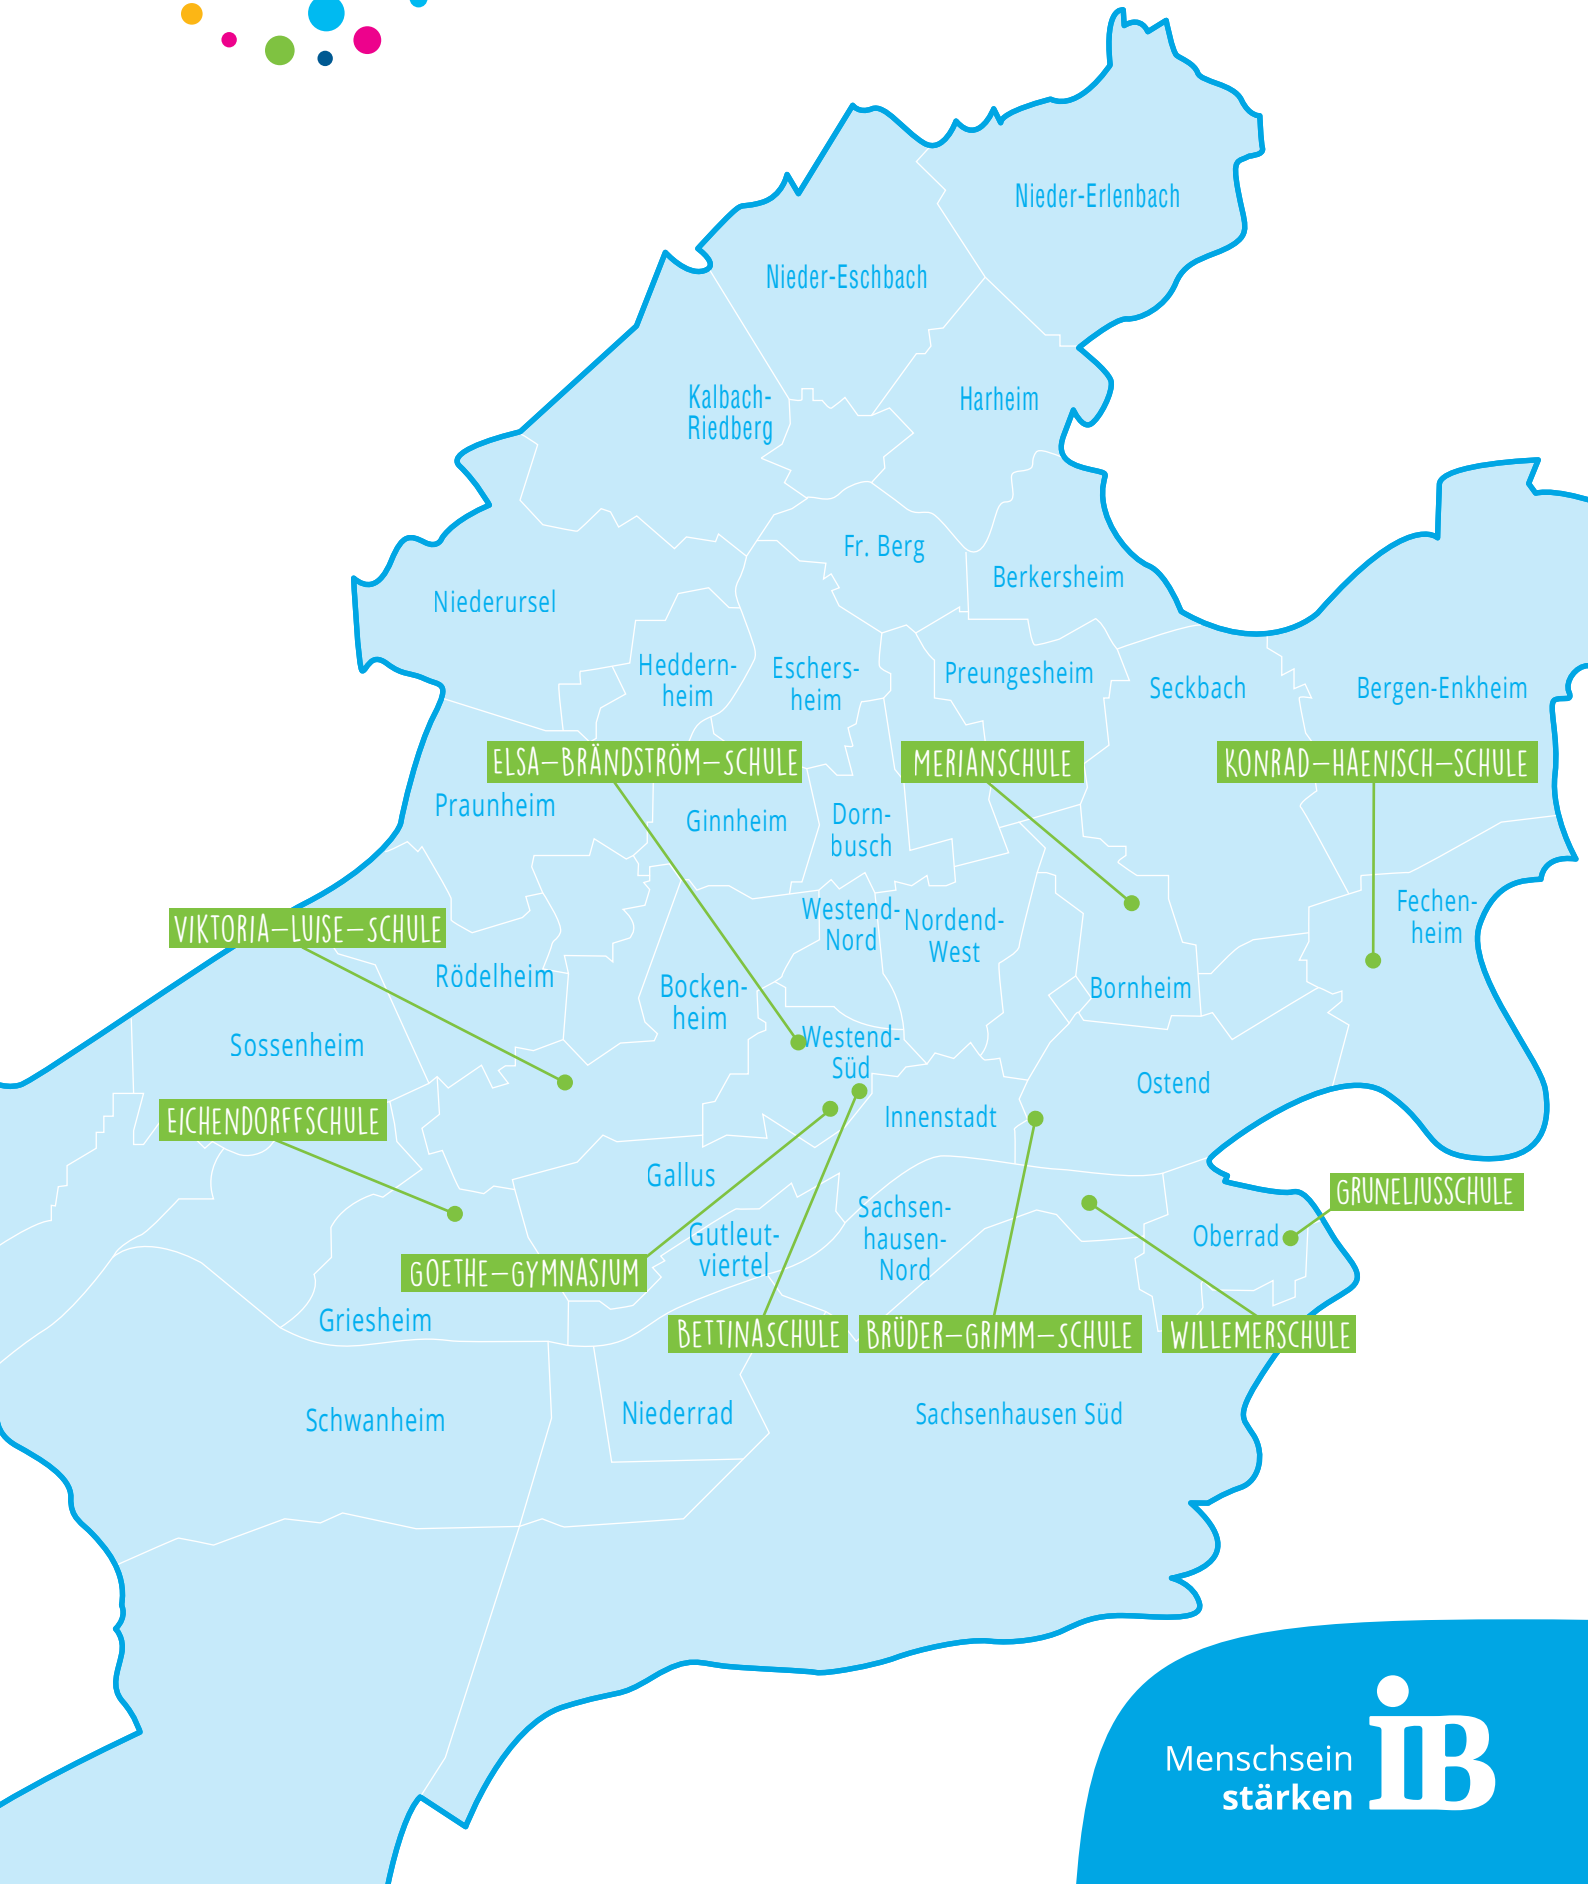 Nieder-Erlenbach
Nieder-Eschbach
Kalbach-
Riedberg
Harheim
Fr. Berg
Berkersheim
Niederursel
Heddern-
heim
Eschers-
heim
Preungesheim
Seckbach
Bergen-Enkheim
ELSA-BRÄNDSTRÖM-SCHULE
MERIANSCHULE
KONRAD-HAENISCH-SCHULE
Praunheim
Ginnheim
Dorn-
busch
Westend-
Nord
Nordend-
West
Fechen-
heim
VIKTORIA-LUISE-SCHULE
Rödelheim
Bocken-
heim
Bornheim
Sossenheim
Westend-
Süd
Ostend
EICHENDORFFSCHULE
Innenstadt
Gallus
GRUNELIUSSCHULE
Sachsen-
hausen-
Nord
Gutleut-
viertel
Oberrad
GOETHE-GYMNASIUM
Griesheim
BETTINASCHULE
BRÜDER-GRIMM-SCHULE
WILLEMERSCHULE
Schwanheim
Niederrad
Sachsenhausen Süd
Menschsein
stärken
iB